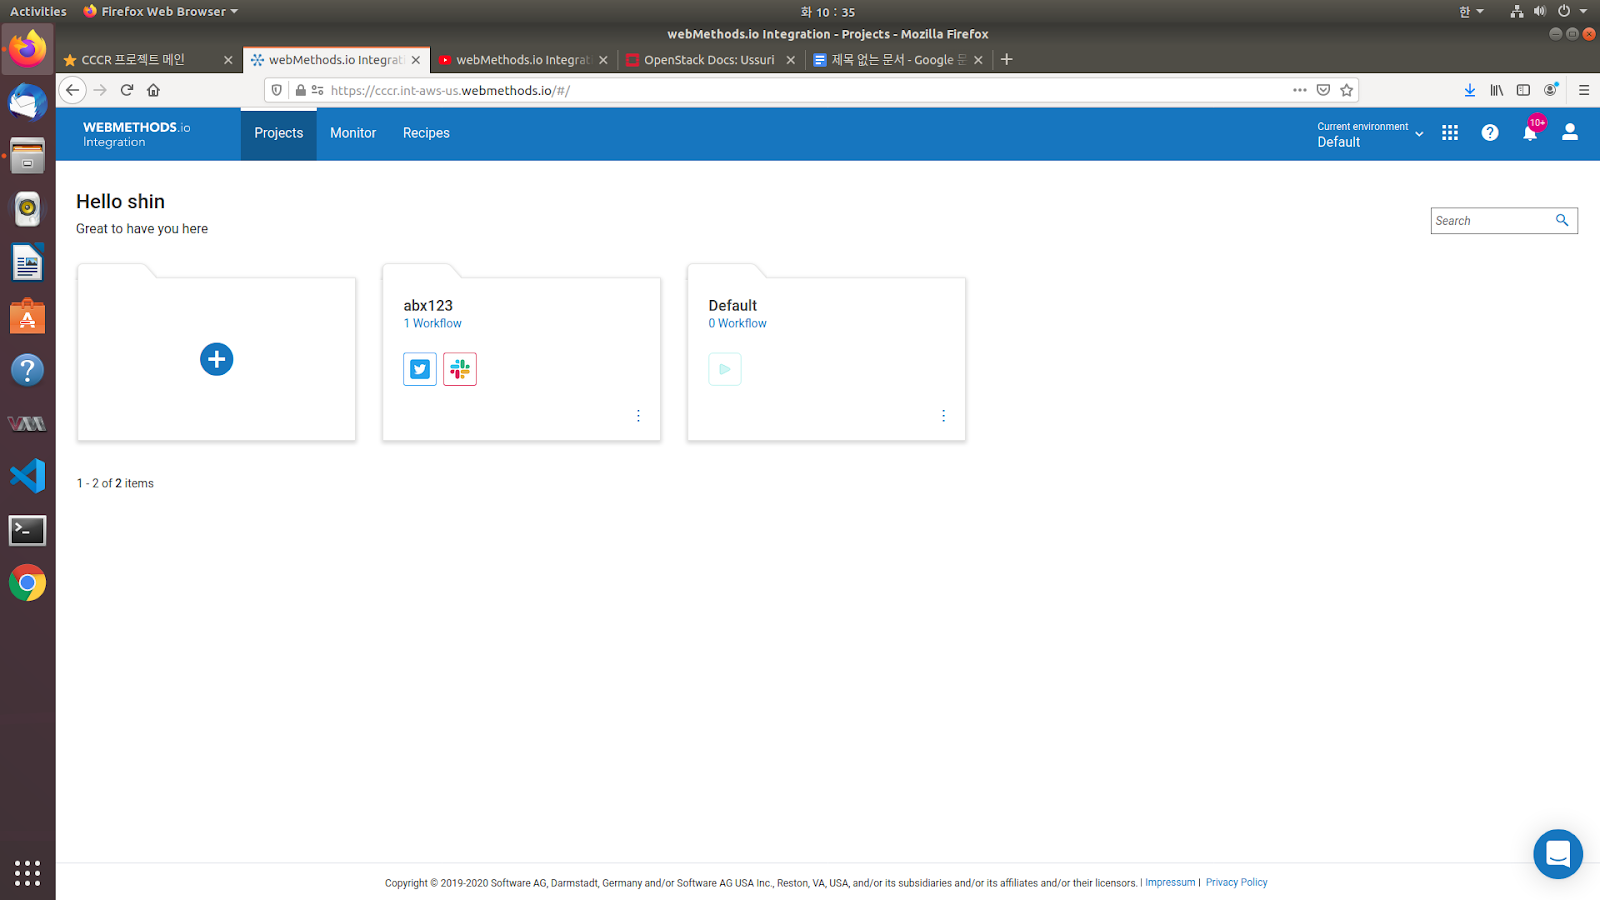 Activities
Firefox Web Browser
화 10 : 35
한
webMethods.io Integration - Projects - Mozilla Firefox
CCCR 프로젝트 메인
webMethods.io Integrati
webMethods.io Integrat
OpenStack Docs: Ussuri
제목 없는 문서 - Google 문
https://cccr.int-aws-us.webmethods.io/#/
WEBMETHODS.io
Integration
Projects
Monitor
Recipes
Current environment
Default
10+
Hello shin
Great to have you here
Search
abx123
1 Workflow
Default
0 Workflow
1 - 2 of 2 items
Copyright © 2019-2020 Software AG, Darmstadt, Germany and/or Software AG USA Inc., Reston, VA, USA, and/or its subsidiaries and/or its affiliates and/or their licensors. | Impressum | Privacy Policy